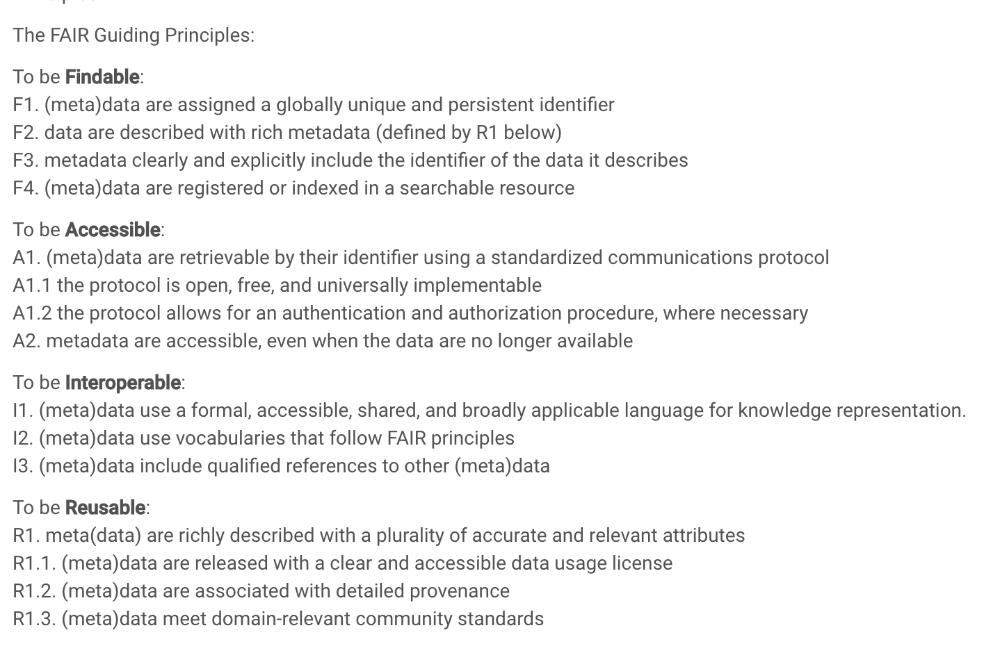 The FAIR Guiding Principles:
To be Findable:
F1. (meta)data are assigned a globally unique and persistent identifier
F2. data are described with rich metadata (defined by R1 below)
F3. metadata clearly and explicitly include the identifier of the data it describes
F4. (meta)data are registered or indexed in a searchable resource
To be Accessible:
A1. (meta)data are retrievable by their identifier using a standardized communications protocol
A1.1 the protocol is open, free, and universally implementable
A1.2 the protocol allows for an authentication and authorization procedure, where necessary
A2. metadata are accessible, even when the data are no longer available
To be Interoperable:
I1. (meta)data use a formal, accessible, shared, and broadly applicable language for knowledge representation.
I2. (meta)data use vocabularies that follow FAIR principles
I3. (meta)data include qualified references to other (meta)data
To be Reusable:
R1. meta(data) are richly described with a plurality of accurate and relevant attributes
R1.1. (meta)data are released with a clear and accessible data usage license
R1.2. (meta)data are associated with detailed provenance
R1.3. (meta)data meet domain-relevant community standards